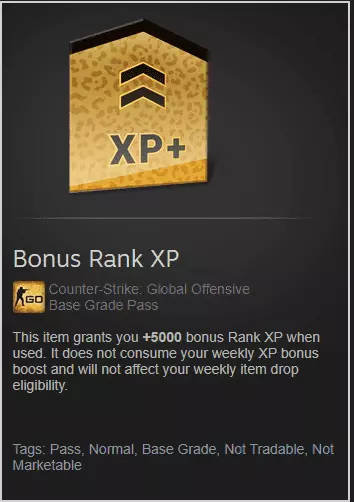 XP+
Bonus Rank XP
GO
Counter-Strike: Global Offensive
Base Grade Pass
This item grants you +5000 bonus Rank XP when
used. It does not consume your weekly XP bonus
boost and will not affect your weekly item drop
eligibility.
Tags: Pass, Normal, Base Grade, Not Tradable, Not
Marketable